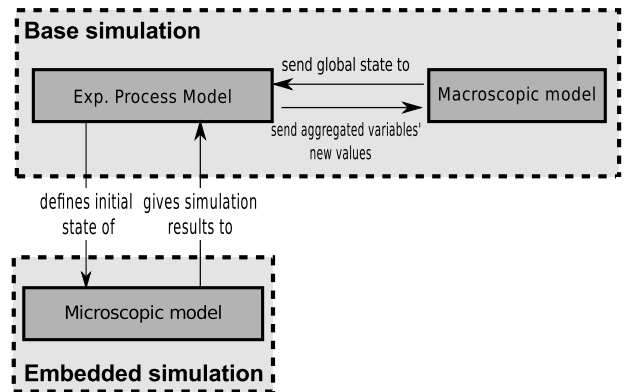 Base simulation
send global state to
Exp. Process Model
Macroscopic model
send aggregated variables'
new values
defines initial
state of
gives simulation
results to
Microscopic model
Embedded simulation